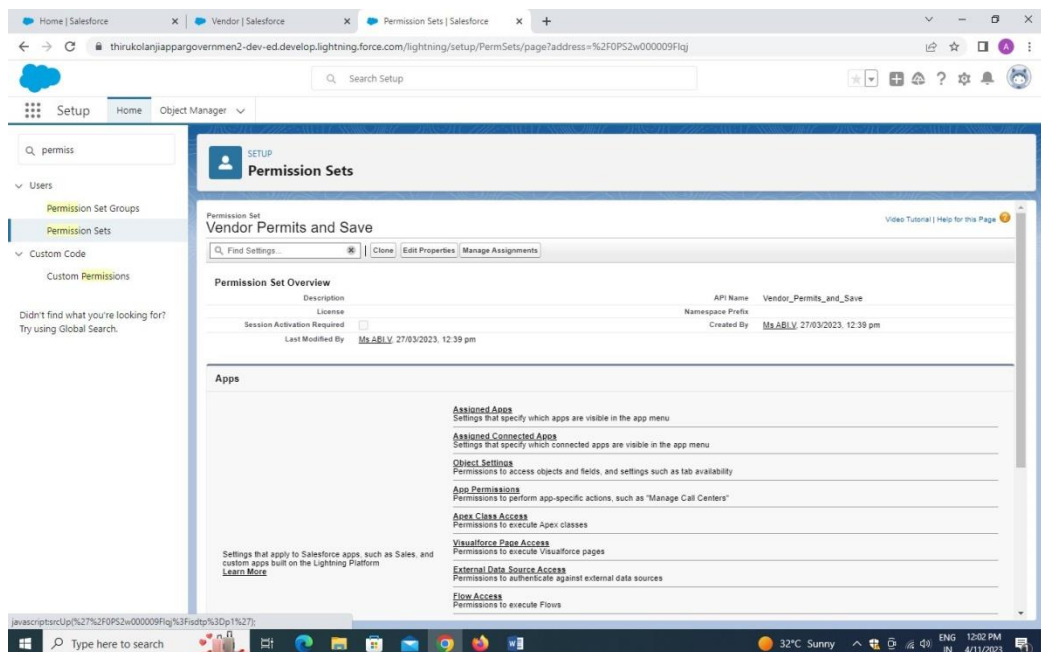 Home | Salesforce
Vendor | Salesforce
Permission Sets | Salesforce
thirukolanjiappargovernmen2-dev-ed.develop.lightning.force.com/lightning/setup/PermSets/page?address=%2F0PS2w000009FIqj
A
Search Setup
Setup
Home
Object Manager
permiss
Users
Permission Set Groups
Permission Sets
Custom Code
Custom Permissions
Didn't find what you're looking for?
Try using Global Search.
SETUP
Permission Sets
Permission Set
Vendor Permits and Save
Video Tutorial | Help for this Page
Find Settings...
Clone
Edit Properties
Manage Assignments
Permission Set Overview
Description
API Name Vendor_Permits_and_Save
License
Namespace Prefix
Session Activation Required
Created By Ms ABI.V, 27/03/2023, 12:39 pm
Last Modified By Ms ABI.V, 27/03/2023, 12:39 pm
Apps
Settings that apply to Salesforce apps, such as Sales, and
custom apps built on the Lightning Platform
Learn More
Assigned Apps
Settings that specify which apps are visible in the app menu
Assigned Connected Apps
Settings that specify which connected apps are visible in the app menu
Object Settings
Permissions to access objects and fields, and settings such as tab availability
App Permissions
Permissions to perform app-specific actions, such as "Manage Call Centers"
Apex Class Access
Permissions to execute Apex classes
Visualforce Page Access
Permissions to execute Visualforce pages
External Data Source Access
Permissions to authenticate against external data sources
Flow Access
Permissions to execute Flows
javascript:srcUp(%27%2F0PS2w000009FIqj%3Fisdtp%3Dp1%27);
Type here to search
32°C Sunny
ENG
IN
12:02 PM
4/11/2023